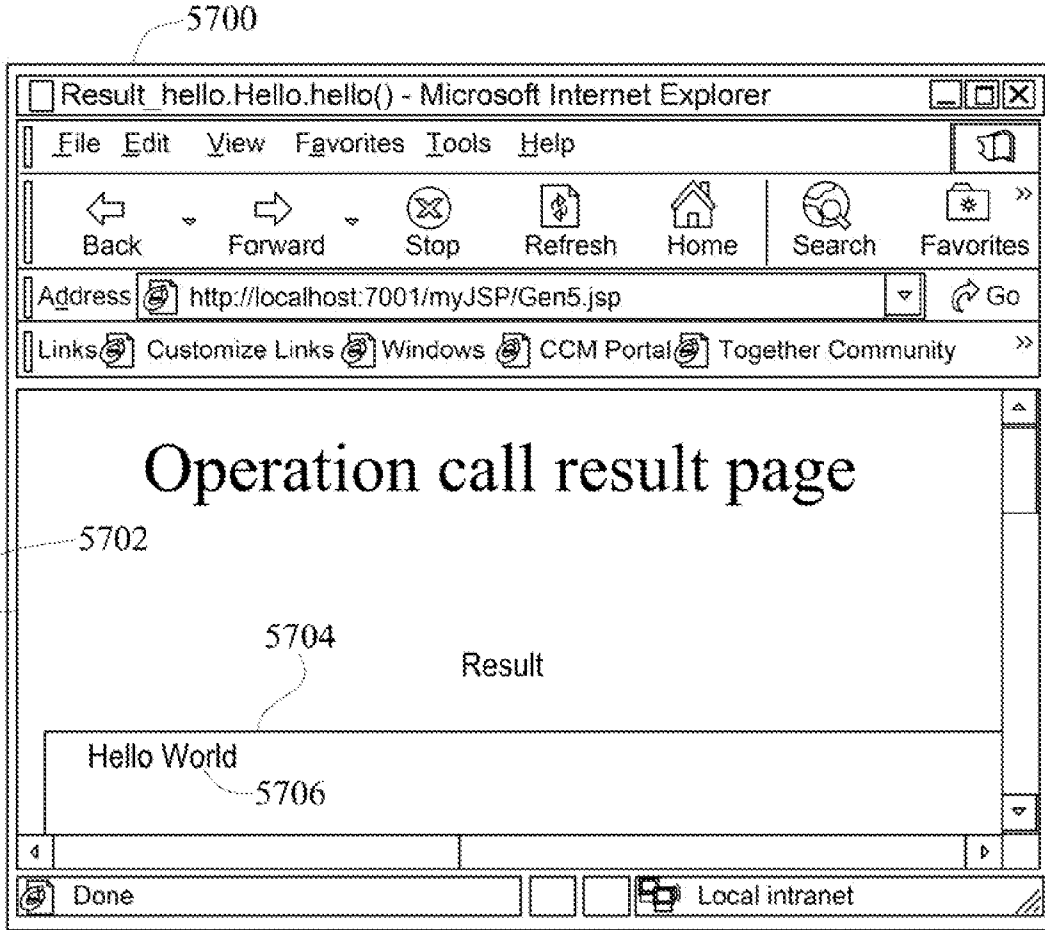 5700
Result_hello.Hello.hello() - Microsoft Internet Explorer
File Edit View Favorites Tools Help
Back Forward Stop Refresh Home Search Favorites »
Address http://localhost:7001/myJSP/Gen5.jsp Go
Links Customize Links Windows CCM Portal Together Community »
Operation call result page
5702
5704
Result
Hello World
5706
Done Local intranet